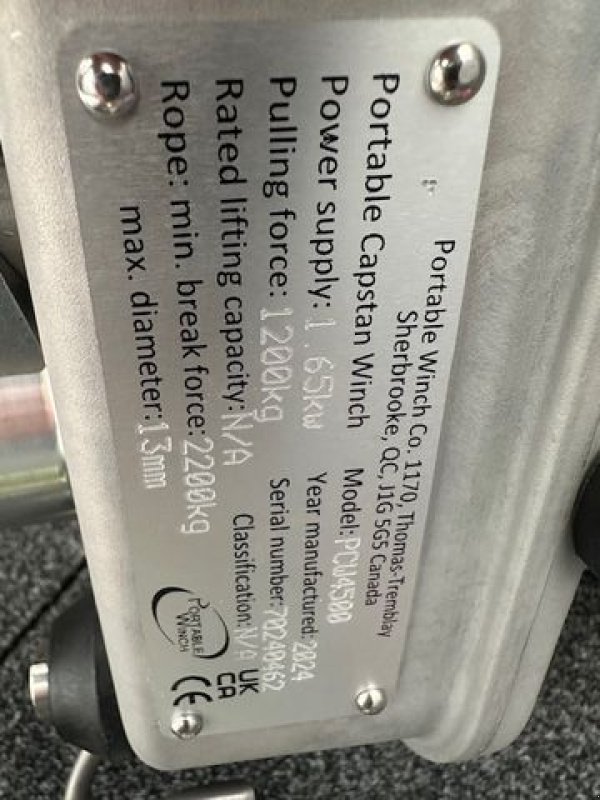 Portable Winch Co. 1170, Thomas-Tremblay
Sherbrooke, QC, J1G 5G5 Canada
Portable Capstan Winch Model:PCW4500
Power supply:1.65kW Year manufactured:2024
Pulling force:1200kg Serial number:70240462
Rated lifting capacity:N/A Classification:N/A
Rope: min. break force:2200kg
max. diameter:13mm
PORTABLE
WINCH
UK
CA
CE